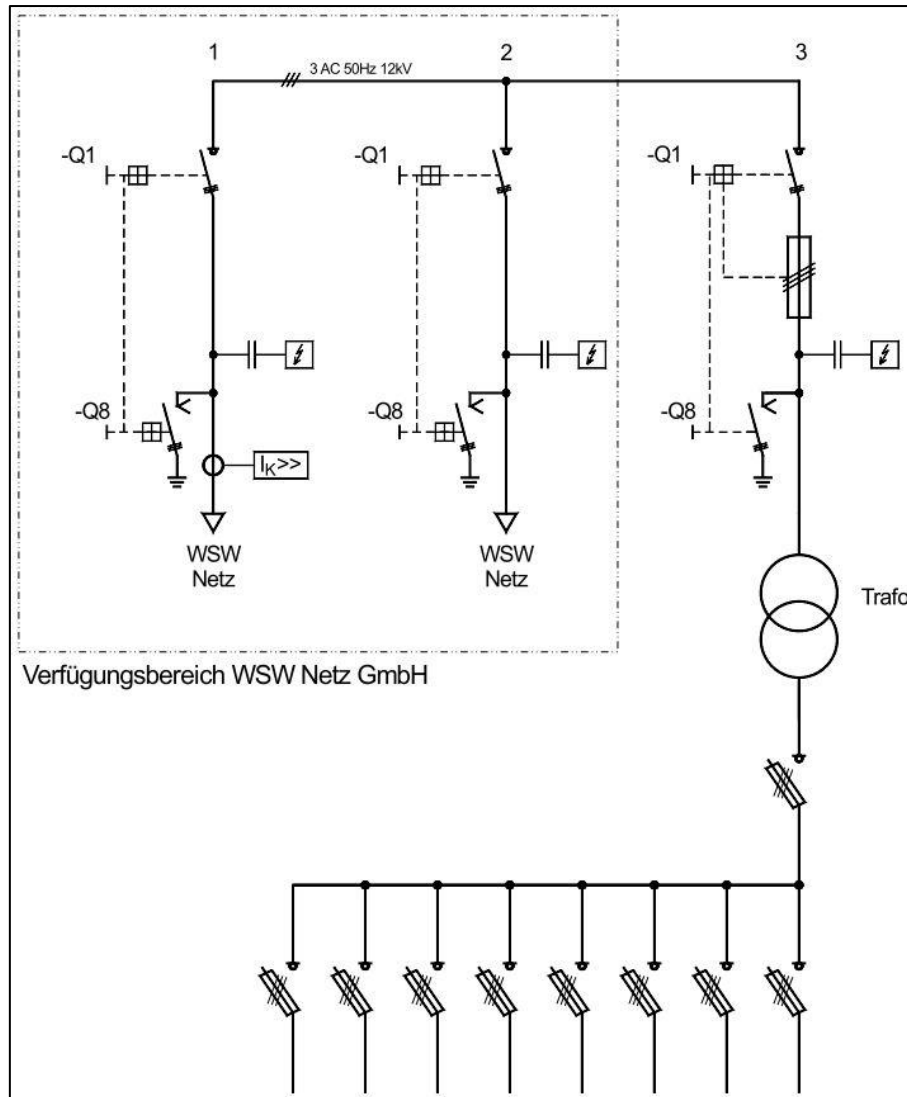 1
2
3
3 AC 50Hz 12kV
-Q1
-Q1
-Q1
-Q8
-Q8
-Q8
I_K>>
WSW
Netz
WSW
Netz
Trafo
Verfügungsbereich WSW Netz GmbH